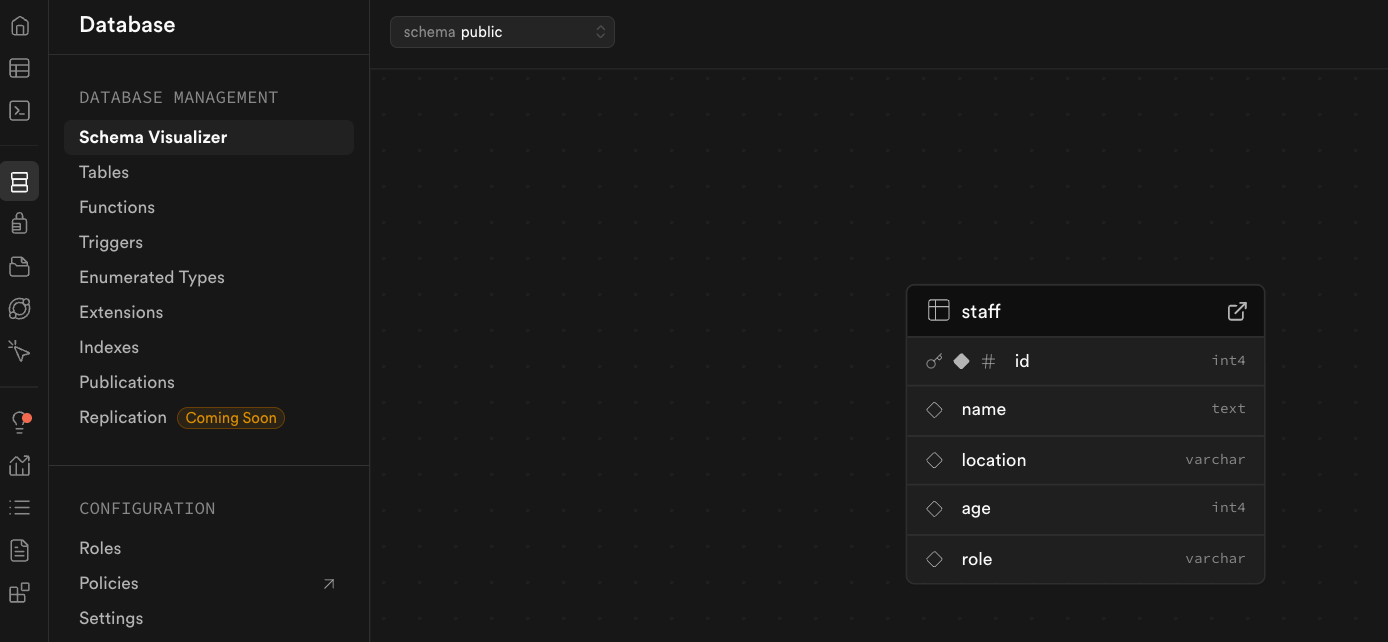 Database
schema public
DATABASE MANAGEMENT
Schema Visualizer
Tables
Functions
Triggers
Enumerated Types
Extensions
Indexes
Publications
Replication Coming Soon
CONFIGURATION
Roles
Policies
Settings
staff
# id int4
name text
location varchar
age int4
role varchar